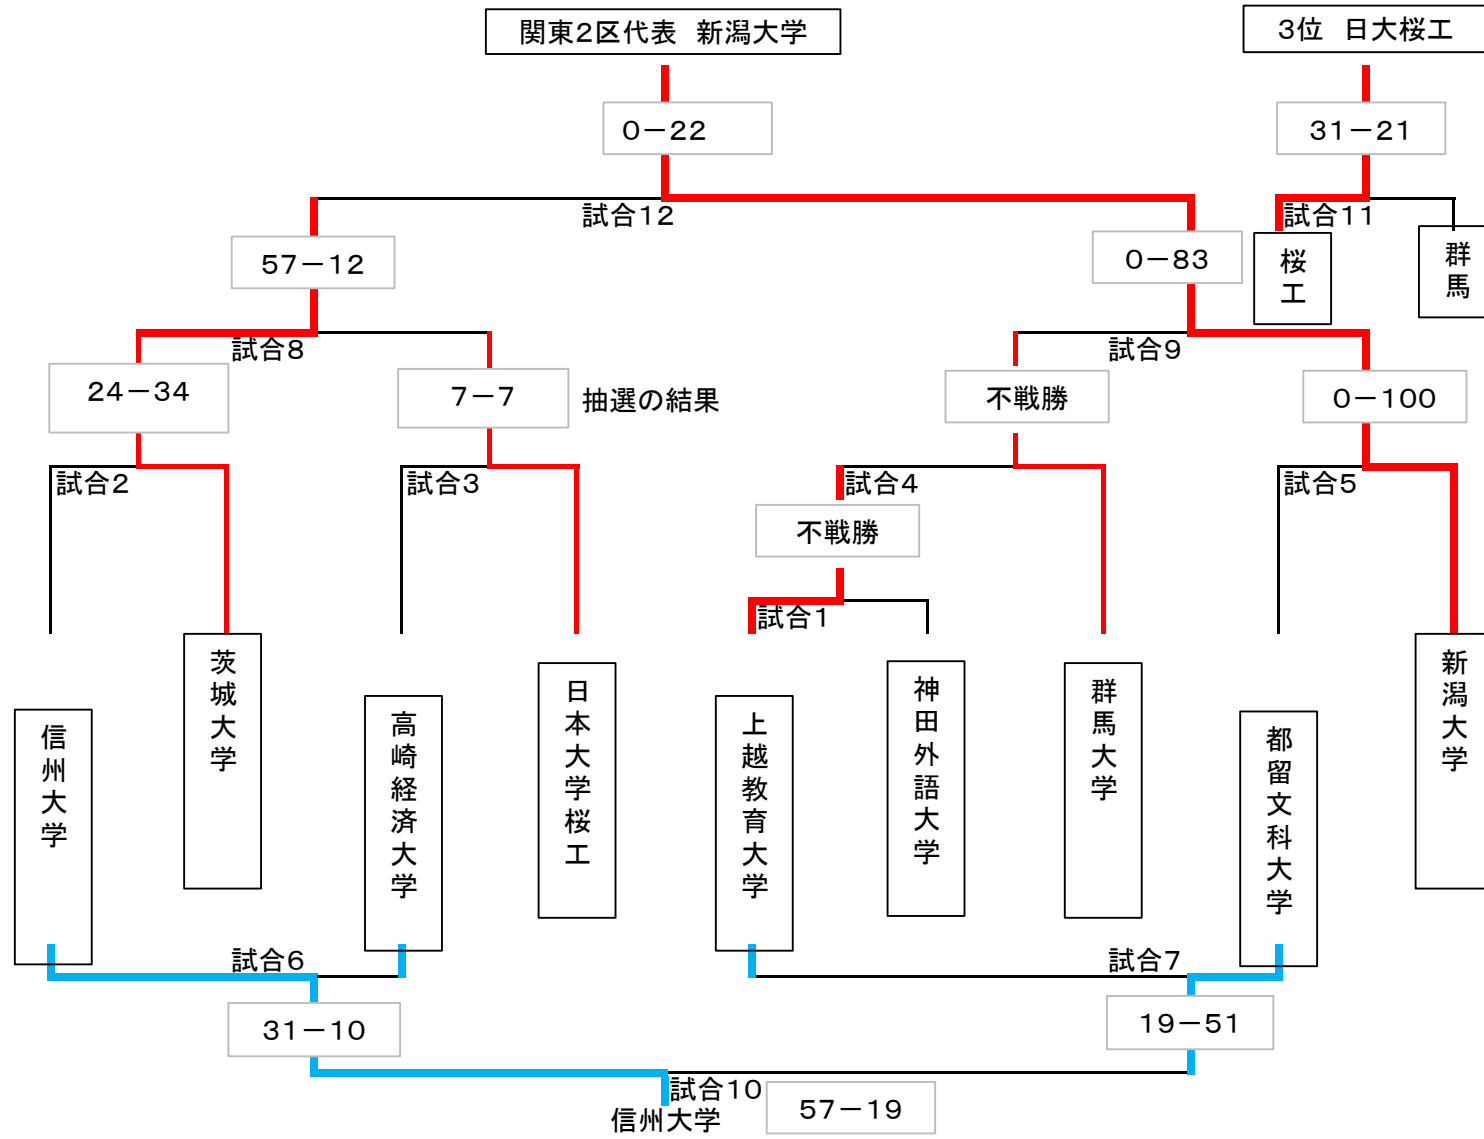 関東2区代表　新潟大学
3位　日大桜工
0－22
31－21
試合12
試合11
57－12
0－83
桜工
群馬
試合8
試合9
24－34
7－7
抽選の結果
不戦勝
0－100
試合2
試合3
試合4
試合5
不戦勝
試合1
信州大学
茨城大学
高崎経済大学
日本大学桜工
上越教育大学
神田外語大学
群馬大学
都留文科大学
新潟大学
試合6
試合7
31－10
19－51
試合10
57－19
信州大学